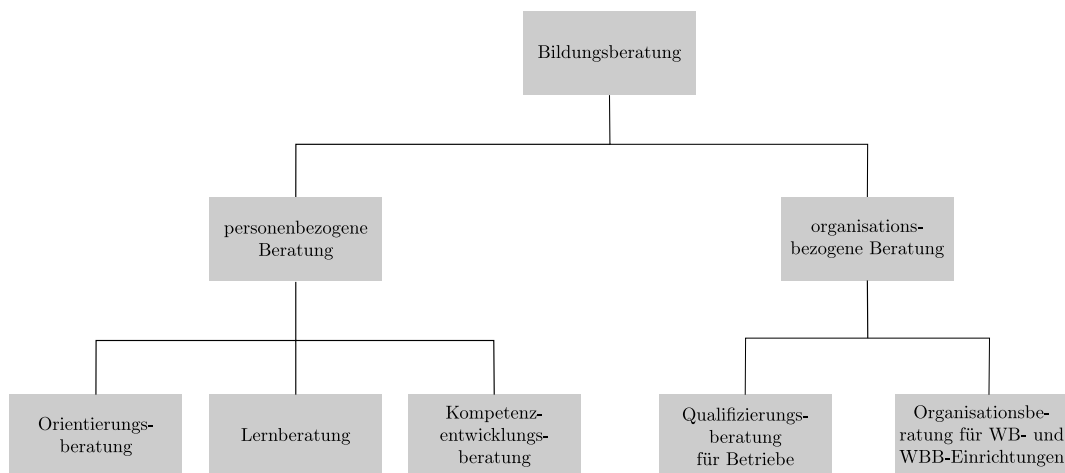 Bildungsberatung
personenbezogene
Beratung
organisations-
bezogene Beratung
Orientierungs-
beratung
Lernberatung
Kompetenz-
entwicklungs-
beratung
Qualifizierungs-
beratung
für Betriebe
Organisationsbe-
ratung für WB- und
WBB-Einrichtungen